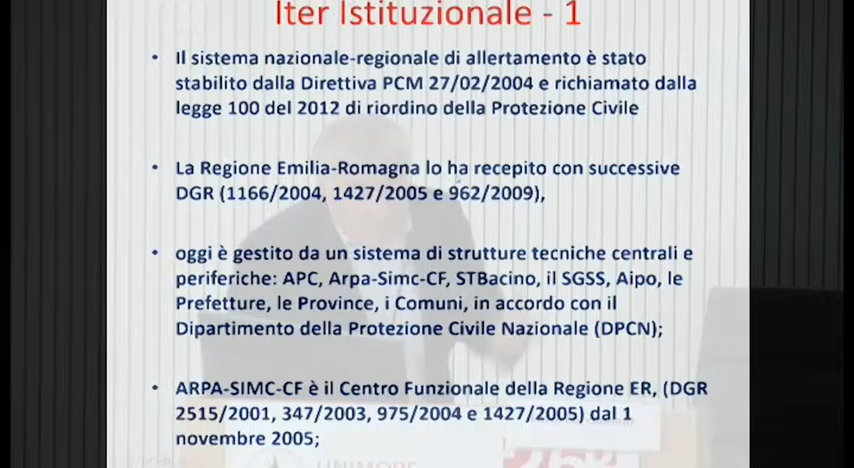 Iter Istituzionale - 1
• Il sistema nazionale-regionale di allertamento è stato
stabilito dalla Direttiva PCM 27/02/2004 e richiamato dalla
legge 100 del 2012 di riordino della Protezione Civile
• La Regione Emilia-Romagna lo ha recepito con successive
DGR (1166/2004, 1427/2005 e 962/2009),
• oggi è gestito da un sistema di strutture tecniche centrali e
periferiche: APC, Arpa-Simc-CF, STBacino, il SGSS, Aipo, le
Prefetture, le Province, i Comuni, in accordo con il
Dipartimento della Protezione Civile Nazionale (DPCN);
• ARPA-SIMC-CF è il Centro Funzionale della Regione ER, (DGR
2515/2001, 347/2003, 975/2004 e 1427/2005) dal 1
novembre 2005;
UNIMORE